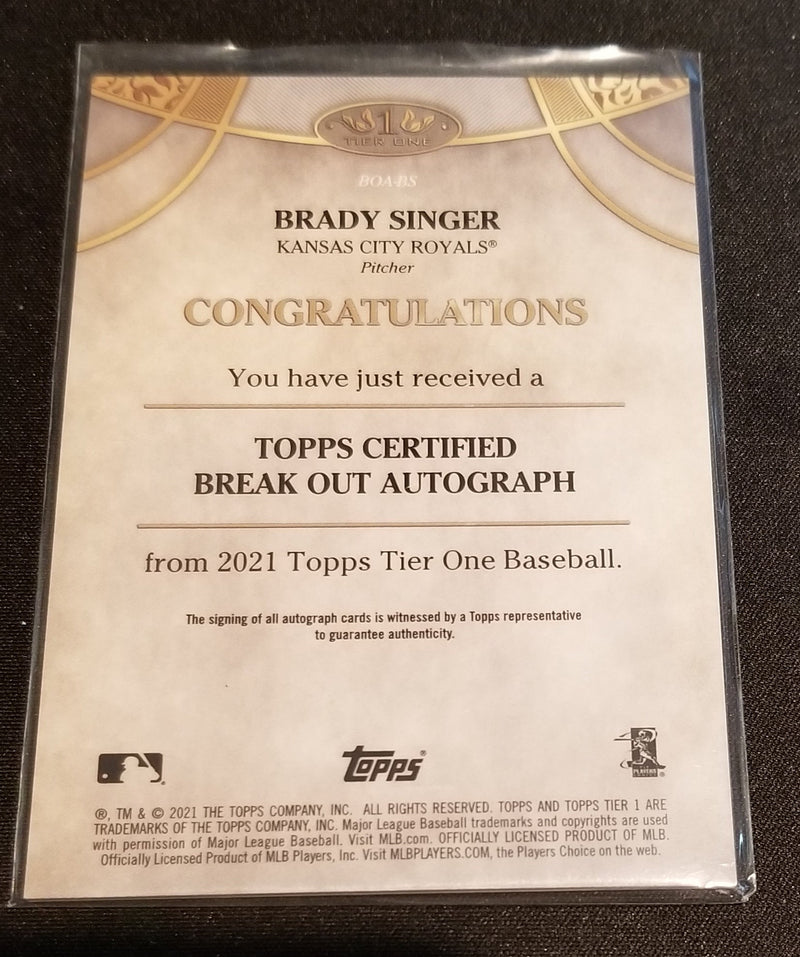 1
TIER ONE
BOA-BS
BRADY SINGER
KANSAS CITY ROYALS®
Pitcher
CONGRATULATIONS
You have just received a
TOPPS CERTIFIED
BREAK OUT AUTOGRAPH
from 2021 Topps Tier One Baseball.
The signing of all autograph cards is witnessed by a Topps representative
to guarantee authenticity.
Topps®
PLAYERS
®, TM & © 2021 THE TOPPS COMPANY, INC. ALL RIGHTS RESERVED. TOPPS AND TOPPS TIER 1 ARE
TRADEMARKS OF THE TOPPS COMPANY, INC. Major League Baseball trademarks and copyrights are used
with permission of Major League Baseball. Visit MLB.com. OFFICIALLY LICENSED PRODUCT OF MLB.
Officially Licensed Product of MLB Players, Inc. Visit MLBPLAYERS.COM, the Players Choice on the web.